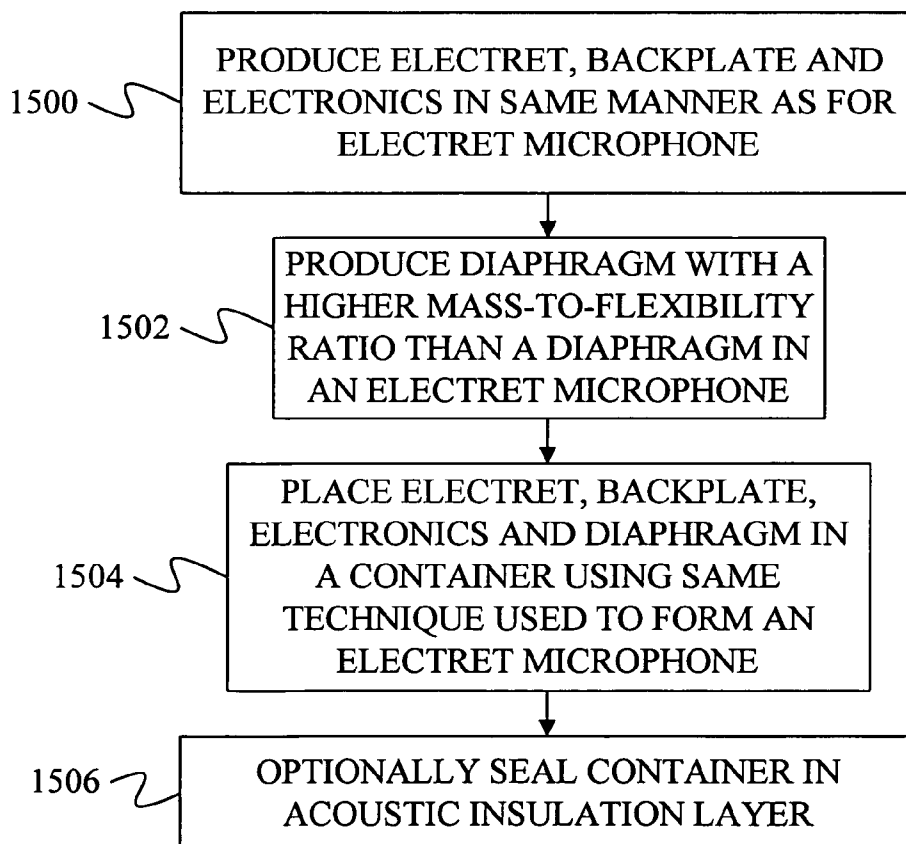 1500
PRODUCE ELECTRET, BACKPLATE AND
ELECTRONICS IN SAME MANNER AS FOR
ELECTRET MICROPHONE
1502
PRODUCE DIAPHRAGM WITH A
HIGHER MASS-TO-FLEXIBILITY
RATIO THAN A DIAPHRAGM IN
AN ELECTRET MICROPHONE
1504
PLACE ELECTRET, BACKPLATE,
ELECTRONICS AND DIAPHRAGM IN
A CONTAINER USING SAME
TECHNIQUE USED TO FORM AN
ELECTRET MICROPHONE
1506
OPTIONALLY SEAL CONTAINER IN
ACOUSTIC INSULATION LAYER